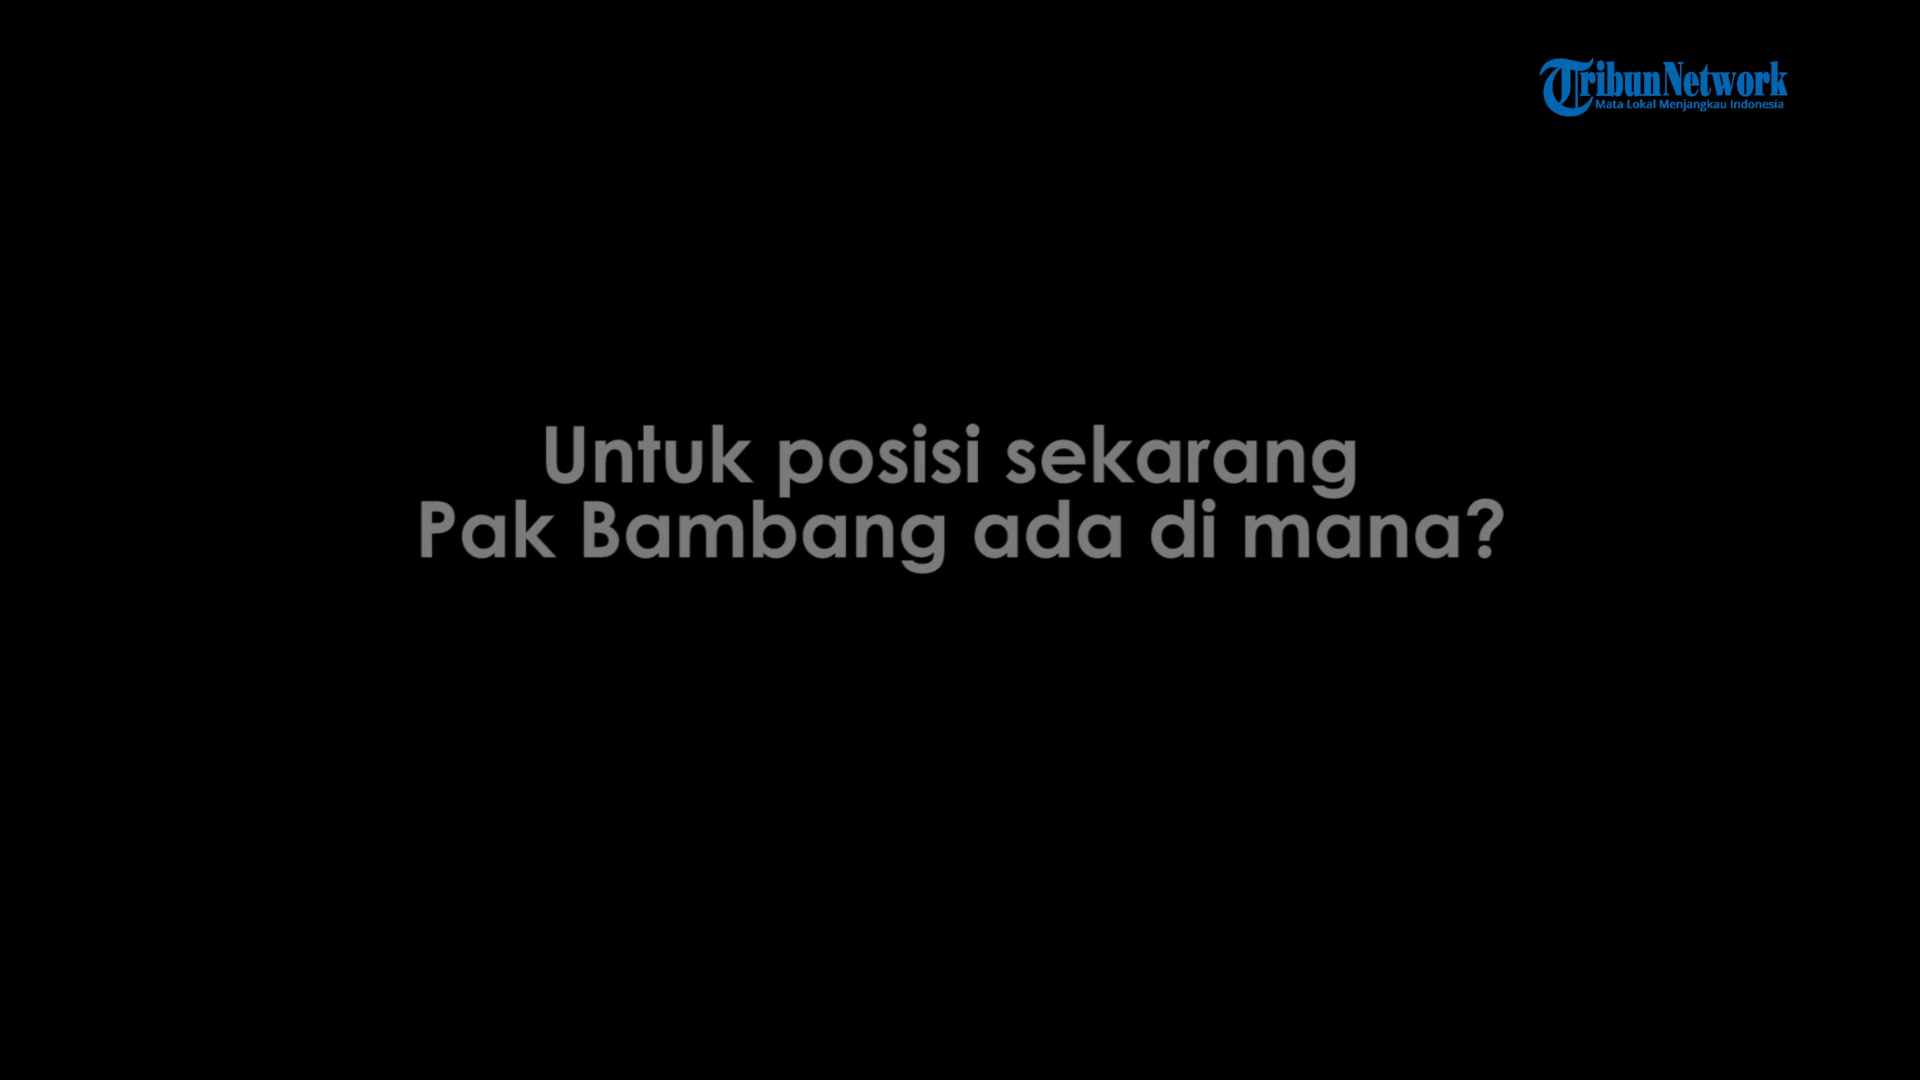 TribunNetwork
Mata Lokal Menjangkau Indonesia
Untuk posisi sekarang
Pak Bambang ada di mana?